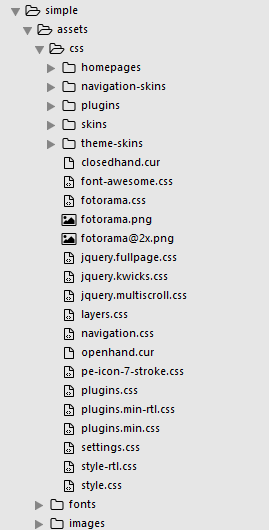 simple
assets
css
homepages
navigation-skins
plugins
skins
theme-skins
closedhand.cur
font-awesome.css
fotorama.css
fotorama.png
fotorama@2x.png
jquery.fullpage.css
jquery.kwicks.css
jquery.multiscroll.css
layers.css
navigation.css
openhand.cur
pe-icon-7-stroke.css
plugins.css
plugins.min-rtl.css
plugins.min.css
settings.css
style-rtl.css
style.css
fonts
images